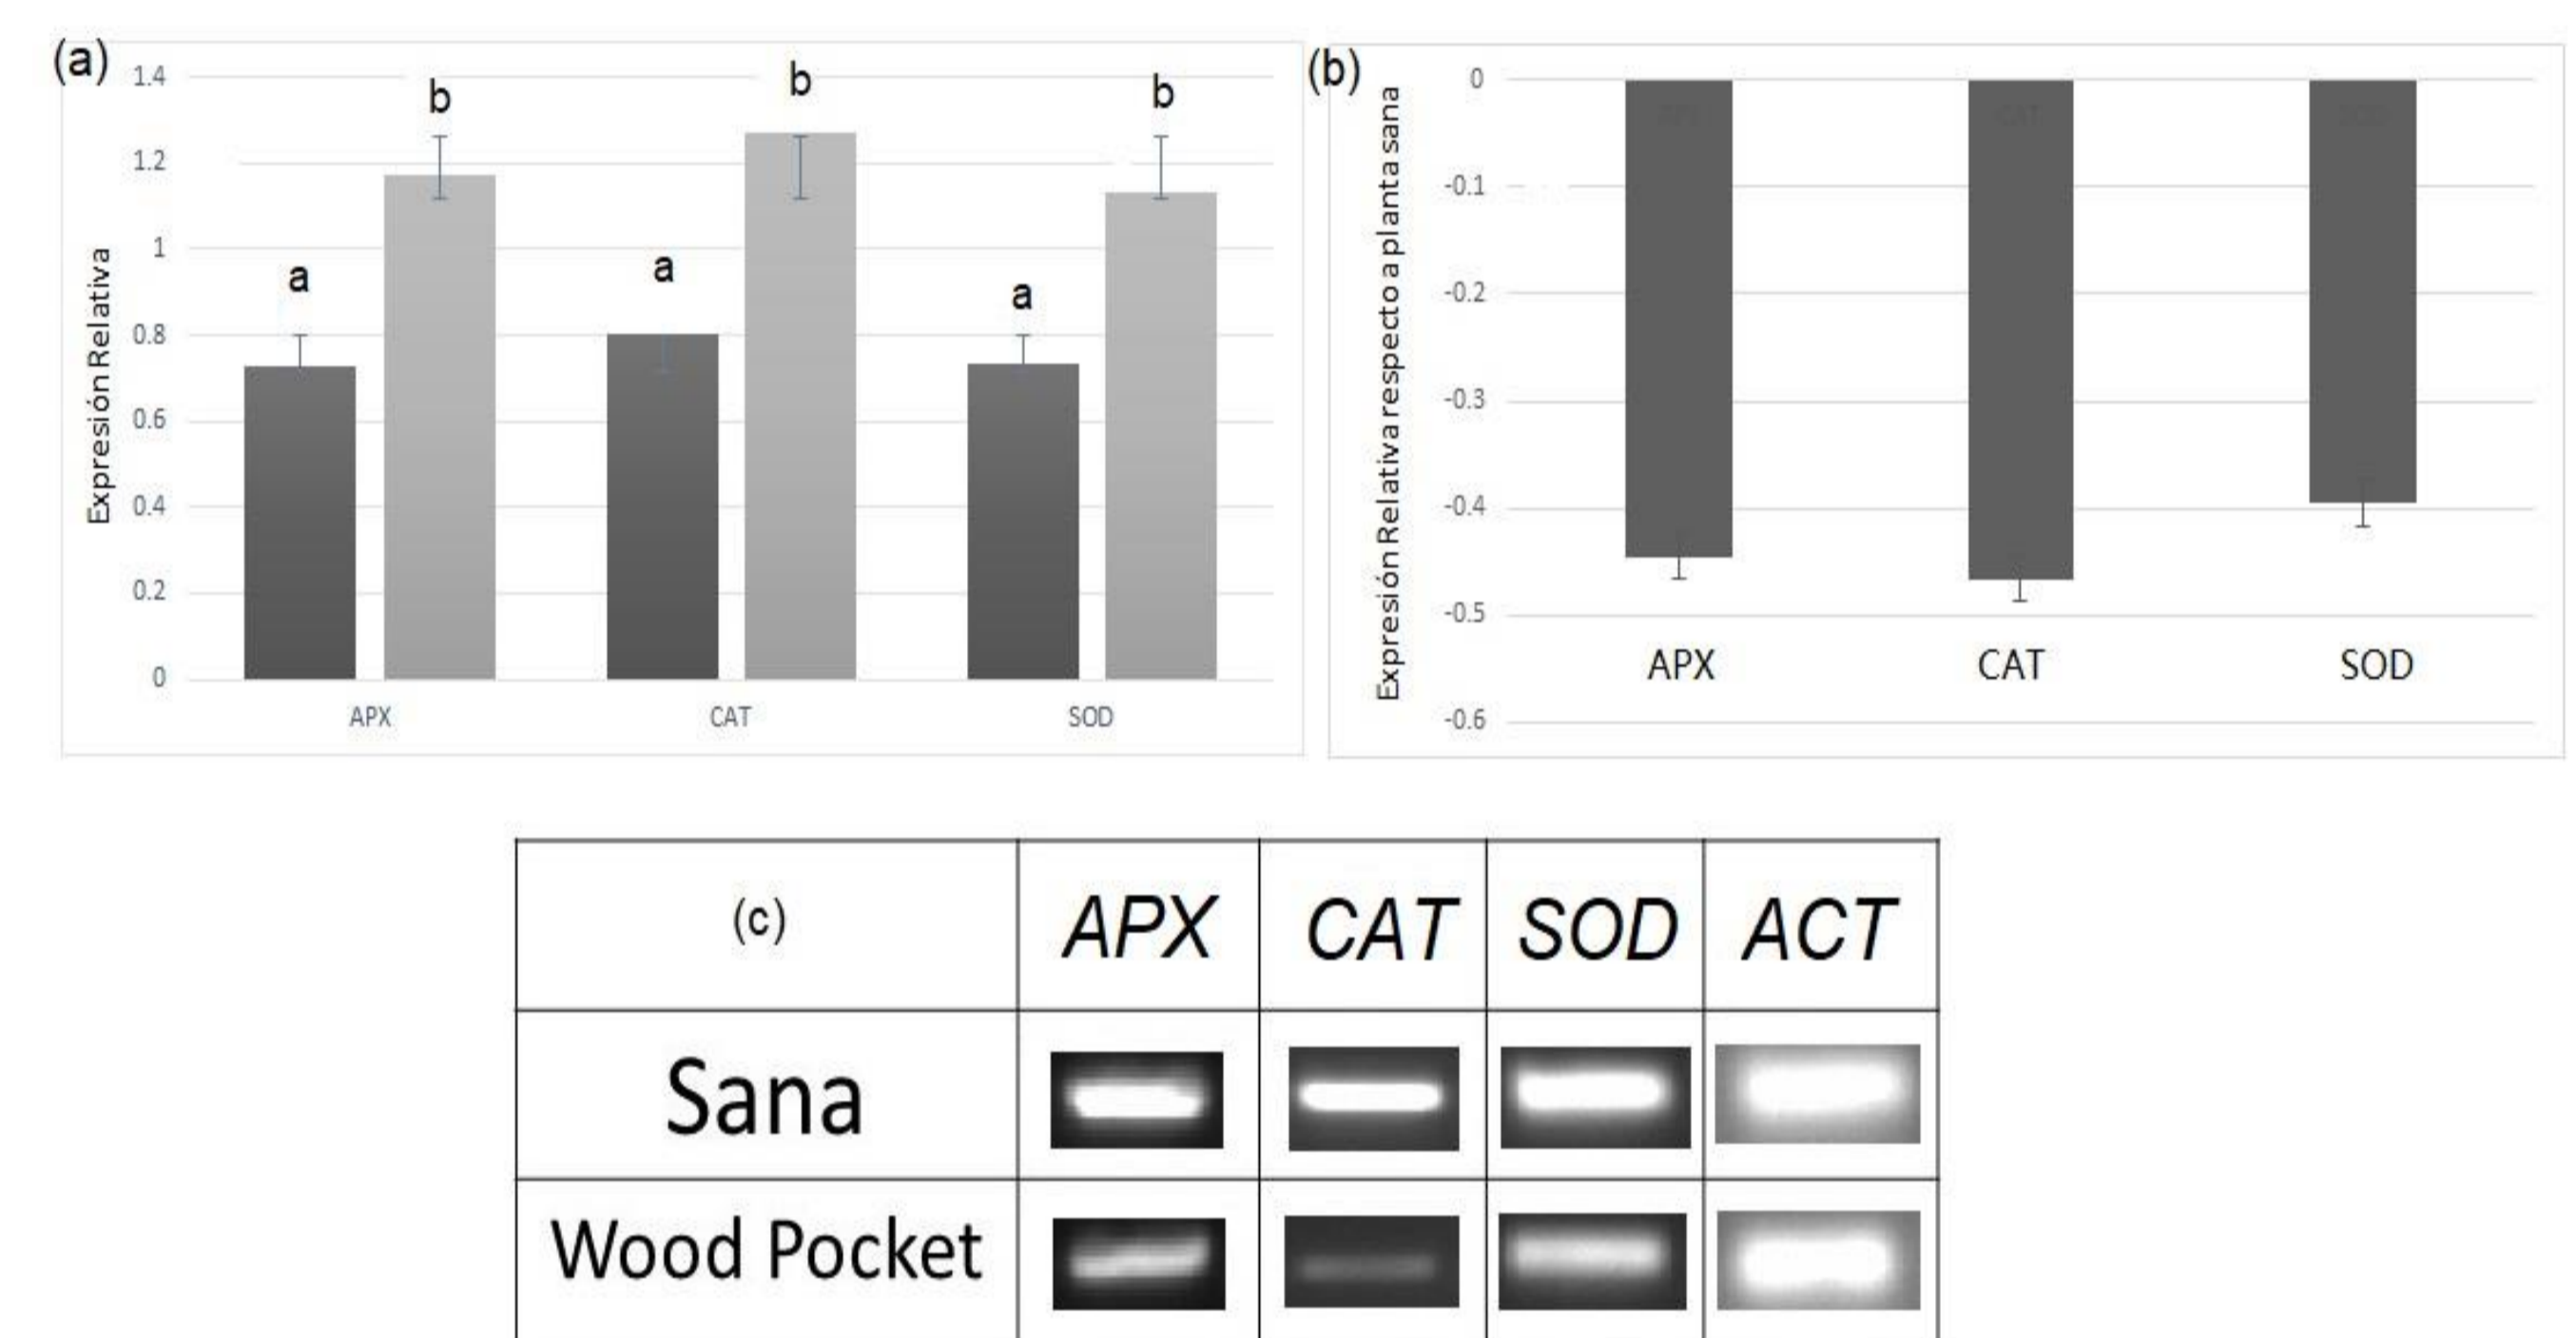 (a)
Expresión Relativa
1.4
1.2
1
0.8
0.6
0.4
0.2
0
a
b
a
b
a
b
APX CAT SOD
(b)
Expresión Relativa respecto a planta sana
0
-0.1
-0.2
-0.3
-0.4
-0.5
-0.6
APX CAT SOD
(c) APX CAT SOD ACT
Sana
Wood Pocket